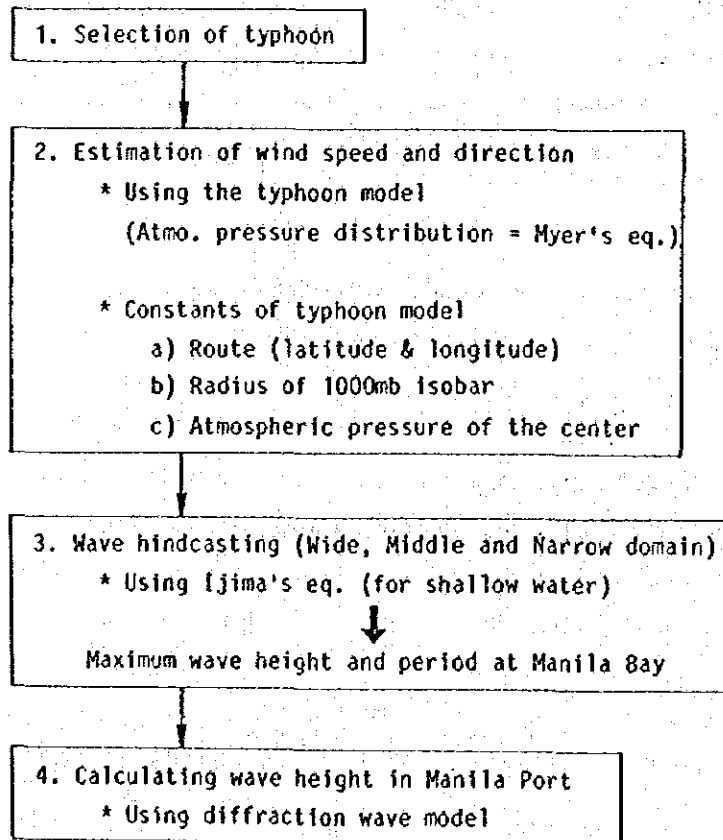 1. Selection of typhoon
2. Estimation of wind speed and direction
* Using the typhoon model
(Atmo. pressure distribution = Myer's eq.)
* Constants of typhoon model
a) Route (latitude & longitude)
b) Radius of 1000mb isobar
c) Atmospheric pressure of the center
3. Wave hindcasting (Wide, Middle and Narrow domain)
* Using Ijima's eq. (for shallow water)
Maximum wave height and period at Manila Bay
4. Calculating wave height in Manila Port
* Using diffraction wave model